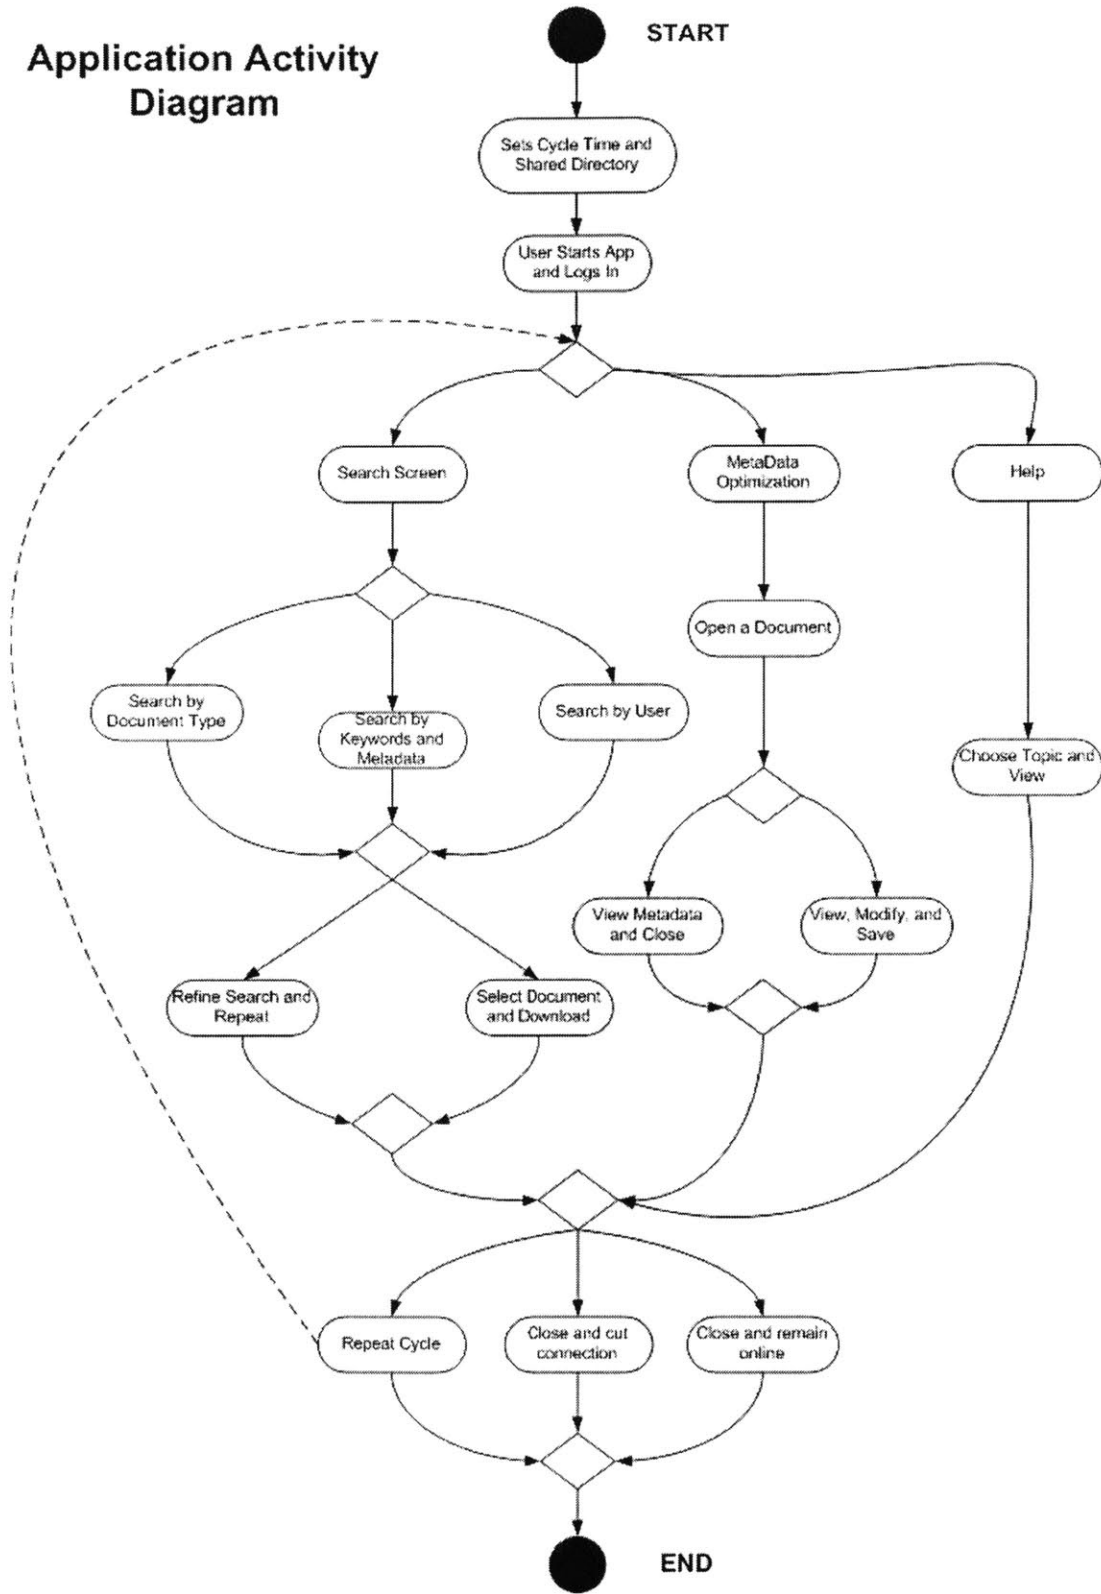 Application Activity
Diagram
START
Sets Cycle Time and
Shared Directory
User Starts App
and Logs In
Search Screen
MetaData
Optimization
Help
Open a Document
Search by
Document Type
Search by
Keywords and
Metadata
Search by User
Choose Topic and
View
View Metadata
and Close
View, Modify, and
Save
Refine Search and
Repeat
Select Document
and Download
Repeat Cycle
Close and cut
connection
Close and remain
online
END